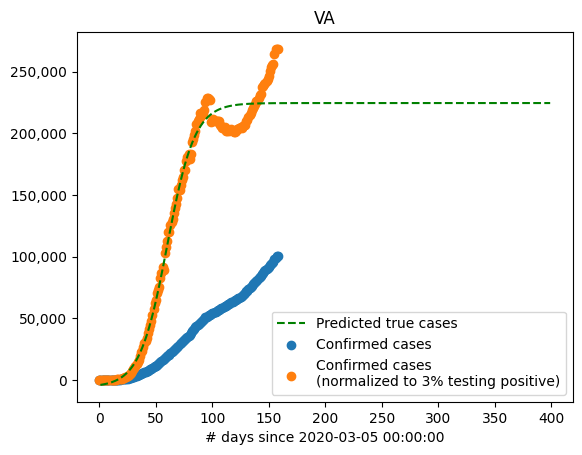 VA
250,000
200,000
150,000
100,000
50,000
0
Predicted true cases
Confirmed cases
Confirmed cases
(normalized to 3% testing positive)
0 50 100 150 200 250 300 350 400
# days since 2020-03-05 00:00:00